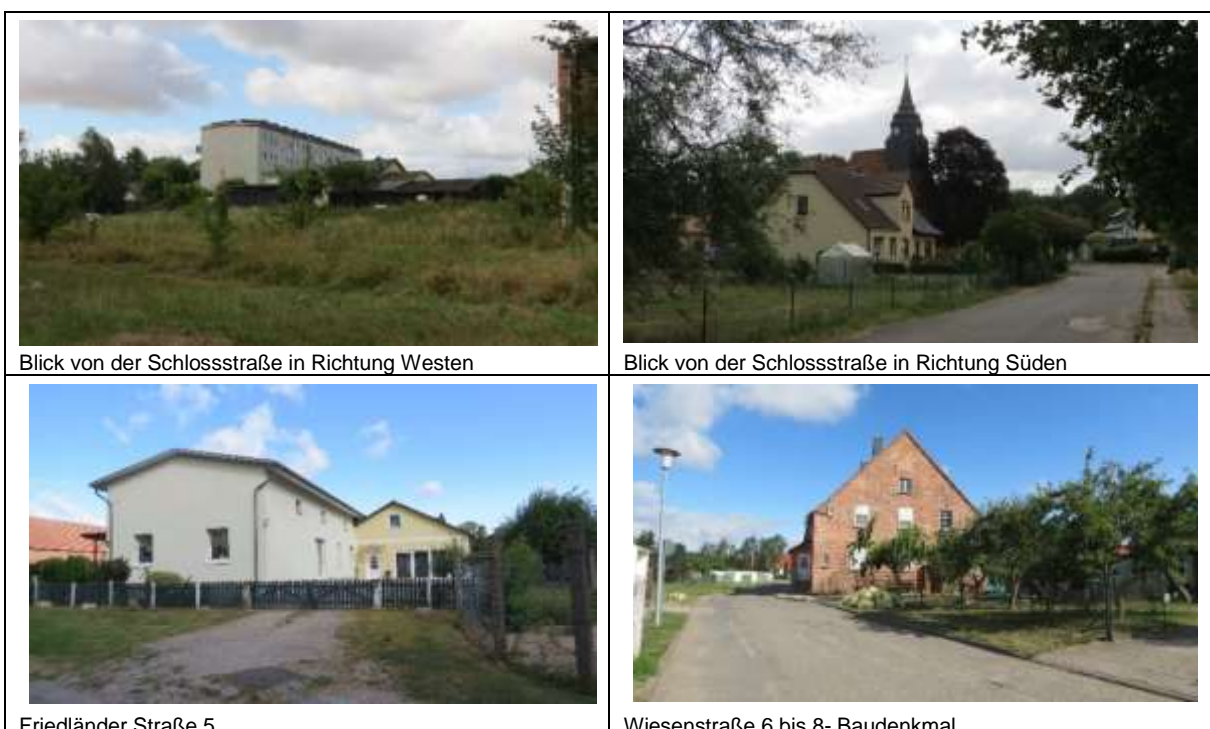 Blick von der Schlossstraße in Richtung Westen
Blick von der Schlossstraße in Richtung Süden
Friedländer Straße 5
Wiesenstraße 6 bis 8- Baudenkmal